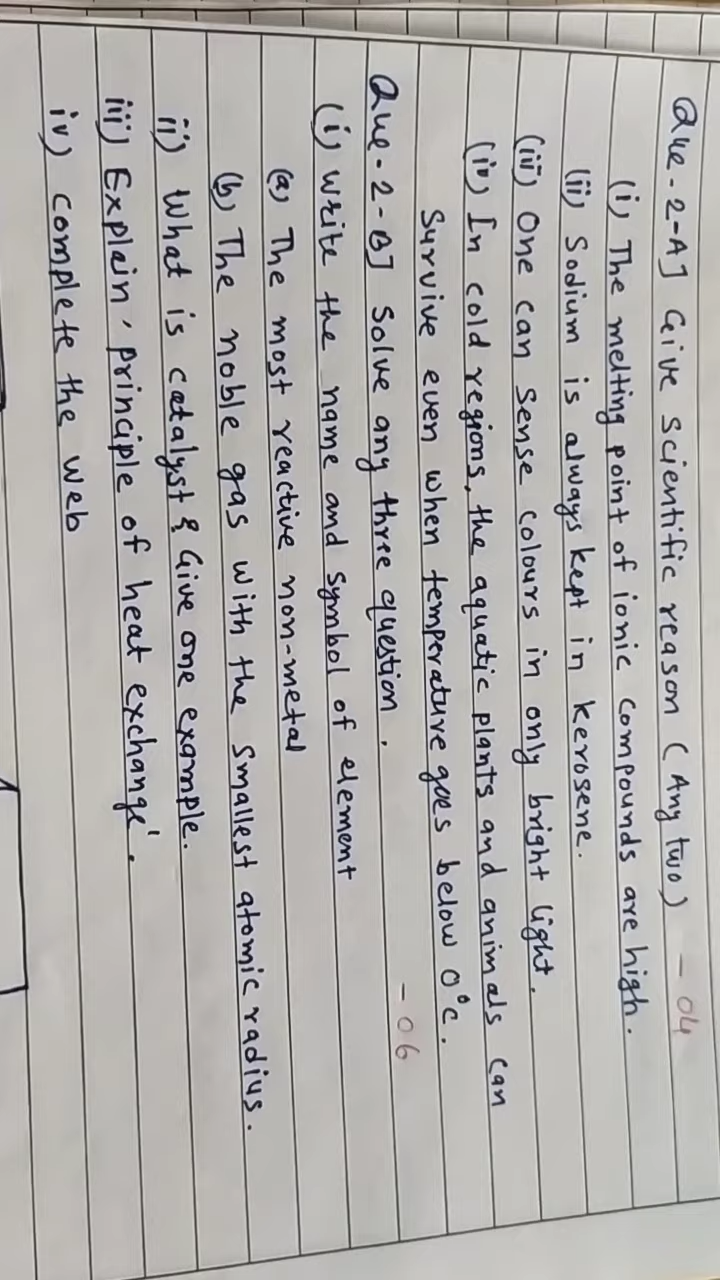 Que-2-A] Give Scientific reason (Any two) - 04
(i) The melting point of ionic compounds are high.
(ii) Sodium is always kept in kerosene.
(iii) One can sense colours in only bright light.
(iv) In cold regions, the aquatic plants and animals can
Survive even when temperature goes below 0°c.
Que-2-B] Solve any three question. - 06
(i) Write the name and symbol of element
(a) The most reactive non-metal
(b) The noble gas with the smallest atomic radius.
ii) What is catalyst & Give one example.
iii) Explain 'principle of heat exchange'.
iv) complete the web